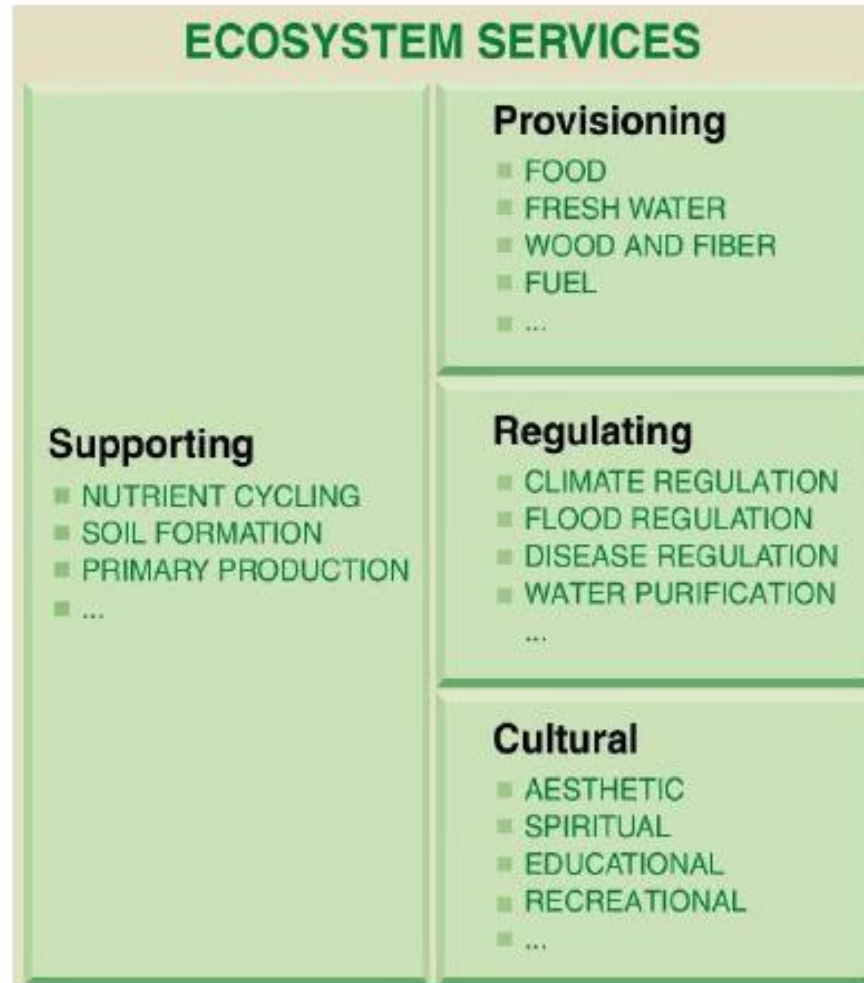 ECOSYSTEM SERVICES
Supporting
NUTRIENT CYCLING
SOIL FORMATION
PRIMARY PRODUCTION
...
Provisioning
FOOD
FRESH WATER
WOOD AND FIBER
FUEL
...
Regulating
CLIMATE REGULATION
FLOOD REGULATION
DISEASE REGULATION
WATER PURIFICATION
...
Cultural
AESTHETIC
SPIRITUAL
EDUCATIONAL
RECREATIONAL
...